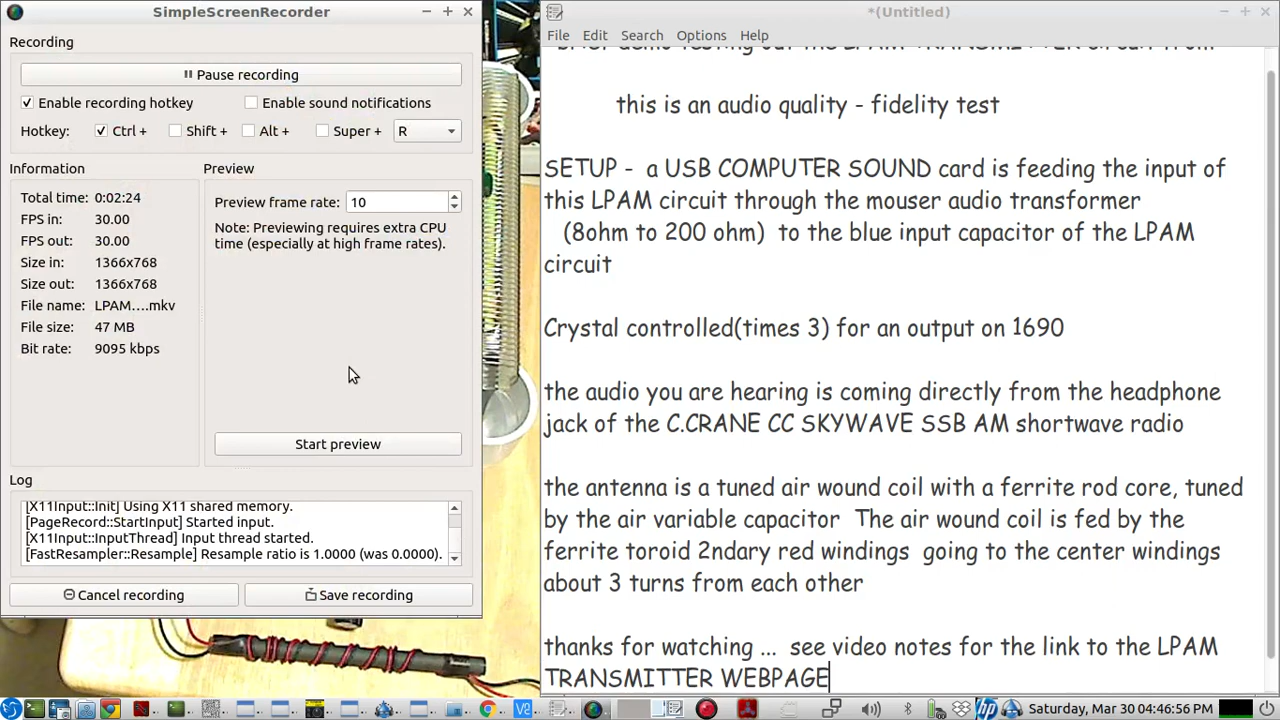 SimpleScreenRecorder
Recording
Pause recording
Enable recording hotkey
Enable sound notifications
Hotkey:
Ctrl +
Shift +
Alt +
Super +
R
Information
Total time: 0:02:24
FPS in: 30.00
FPS out: 30.00
Size in: 1366x768
Size out: 1366x768
File name: LPAM....mkv
File size: 47 MB
Bit rate: 9095 kbps
Preview
Preview frame rate: 10
Note: Previewing requires extra CPU
time (especially at high frame rates).
Start preview
Log
[X11Input::Init] Using X11 shared memory.
[PageRecord::StartInput] Started input.
[X11Input::InputThread] Input thread started.
[FastResampler::Resample] Resample ratio is 1.0000 (was 0.0000).
Cancel recording
Save recording
*(Untitled)
File Edit Search Options Help
brief demo testing out the LPAM TRANSMITTER circuit from
this is an audio quality - fidelity test
SETUP - a USB COMPUTER SOUND card is feeding the input of
this LPAM circuit through the mouser audio transformer
(8ohm to 200 ohm) to the blue input capacitor of the LPAM
circuit
Crystal controlled(times 3) for an output on 1690
the audio you are hearing is coming directly from the headphone
jack of the C.CRANE CC SKYWAVE SSB AM shortwave radio
the antenna is a tuned air wound coil with a ferrite rod core, tuned
by the air variable capacitor The air wound coil is fed by the
ferrite toroid 2ndary red windings going to the center windings
about 3 turns from each other
thanks for watching ... see video notes for the link to the LPAM
TRANSMITTER WEBPAGE
Saturday, Mar 30 04:46:56 PM